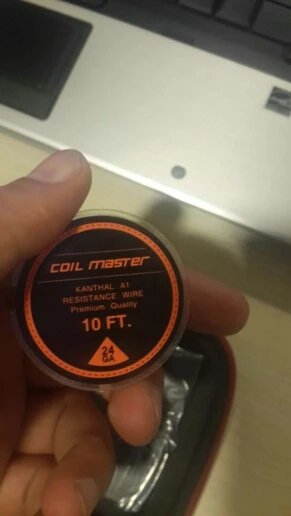 COIL MASTER
KANTHAL A1
RESISTANCE WIRE
Premium Quality
10 FT.
24
GA